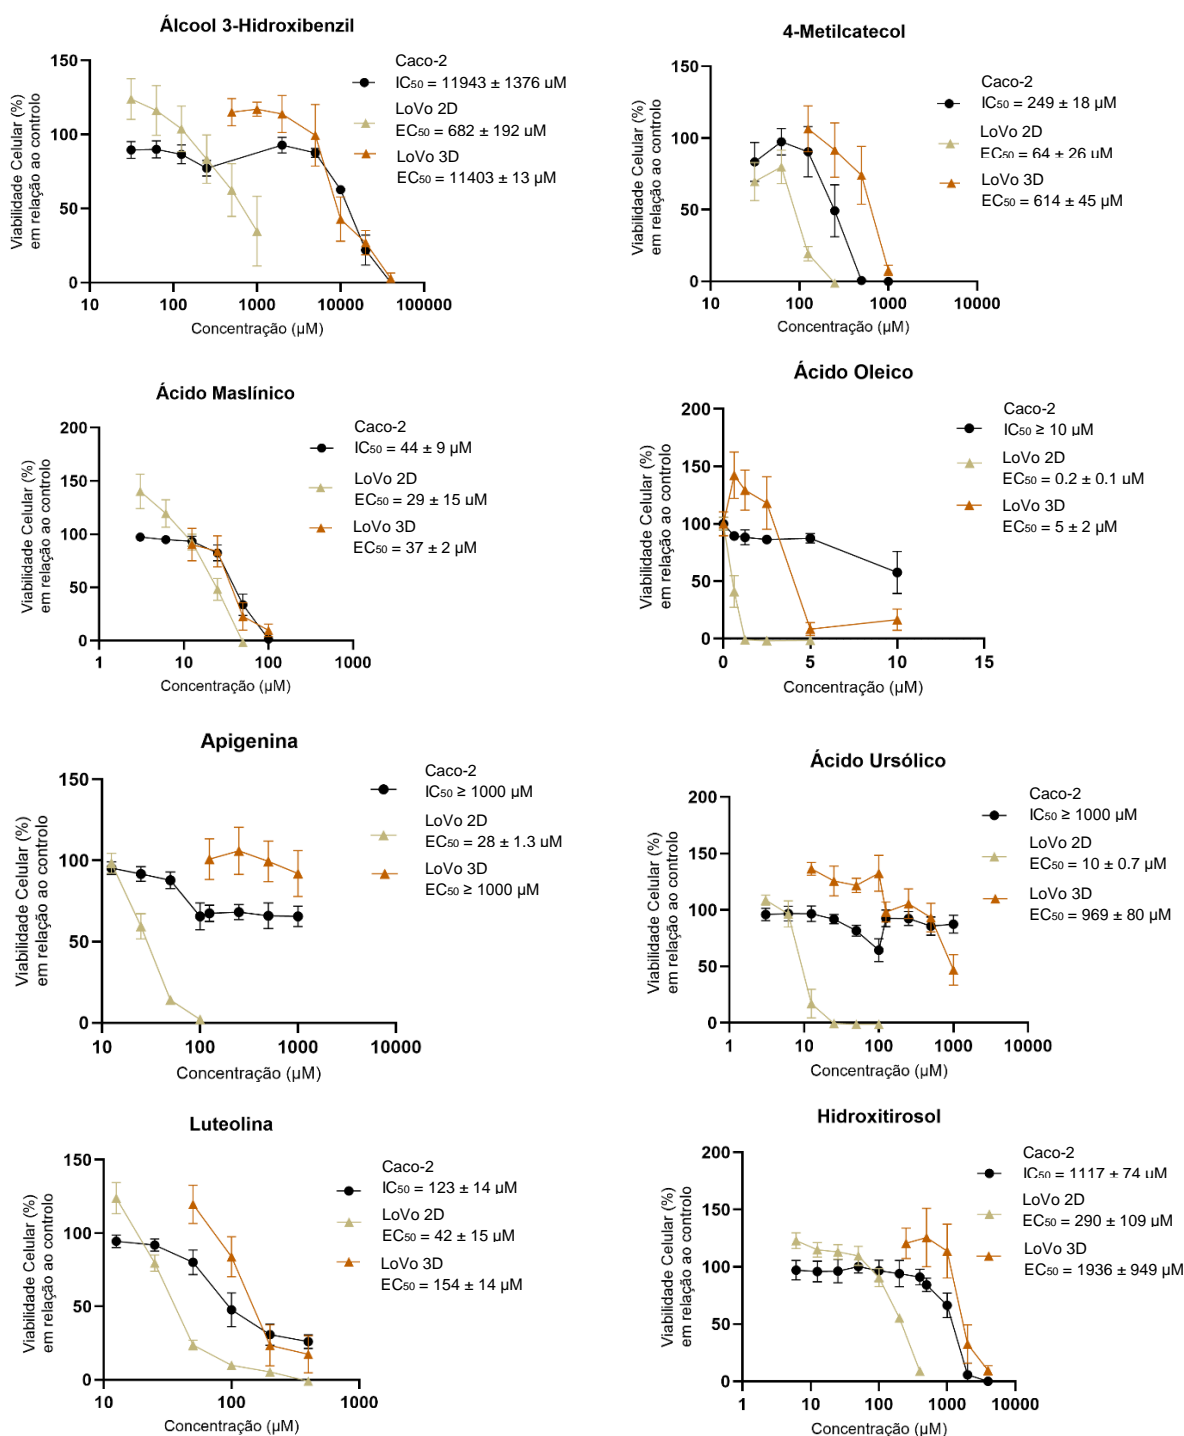 Álcool 3-Hidroxibenzil
Viabilidade Celular (%)
em relação ao controlo
150
100
50
0
10
100
1000
10000
100000
Concentração (µM)
Caco-2
IC50 = 11943 ± 1376 uM
LoVo 2D
EC50 = 682 ± 192 uM
LoVo 3D
EC50 = 11403 ± 13 µM
4-Metilcatecol
Viabilidade Celular (%)
em relação ao controlo
150
100
50
0
10
100
1000
10000
Concentração (µM)
Caco-2
IC50 = 249 ± 18 µM
LoVo 2D
EC50 = 64 ± 26 uM
LoVo 3D
EC50 = 614 ± 45 µM
Ácido Maslínico
Viabilidade Celular (%)
em relação ao controlo
200
150
100
50
0
1
10
100
1000
Concentração (µM)
Caco-2
IC50 = 44 ± 9 µM
LoVo 2D
EC50 = 29 ± 15 uM
LoVo 3D
EC50 = 37 ± 2 µM
Ácido Oleico
Viabilidade Celular (%)
em relação ao controlo
200
150
100
50
0
0
5
10
15
Concentração (µM)
Caco-2
IC50 ≥ 10 µM
LoVo 2D
EC50 = 0.2 ± 0.1 uM
LoVo 3D
EC50 = 5 ± 2 µM
Apigenina
Viabilidade Celular (%)
em relação ao controlo
150
100
50
0
10
100
1000
10000
Concentração (µM)
Caco-2
IC50 ≥ 1000 µM
LoVo 2D
EC50 = 28 ± 1.3 uM
LoVo 3D
EC50 ≥ 1000 µM
Ácido Ursólico
Viabilidade Celular (%)
em relação ao controlo
200
150
100
50
0
1
10
100
1000
10000
Concentração (µM)
Caco-2
IC50 ≥ 1000 µM
LoVo 2D
EC50 = 10 ± 0.7 µM
LoVo 3D
EC50 = 969 ± 80 µM
Luteolina
Viabilidade Celular (%)
em relação ao controlo
150
100
50
0
100
1000
Concentração (µM)
Caco-2
IC50 = 123 ± 14 µM
LoVo 2D
EC50 = 42 ± 15 µM
LoVo 3D
EC50 = 154 ± 14 µM
Hidroxitirosol
Viabilidade Celular (%)
em relação ao controlo
200
150
100
50
0
1
10
100
1000
10000
Concentração (µM)
Caco-2
IC50 = 1117 ± 74 uM
LoVo 2D
EC50 = 290 ± 109 µM
LoVo 3D
EC50 = 1936 ± 949 µM